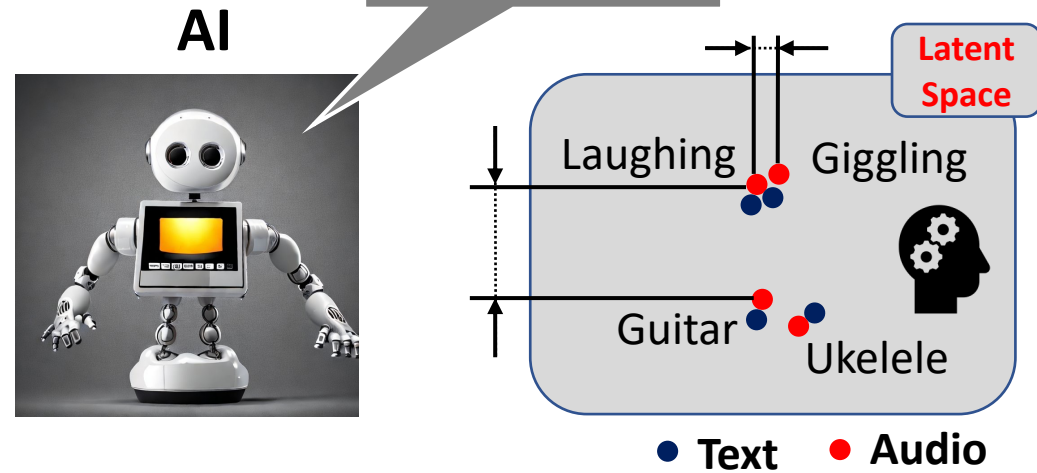 AI
Latent
Space
Laughing
Giggling
Guitar
Ukelele
Text
Audio